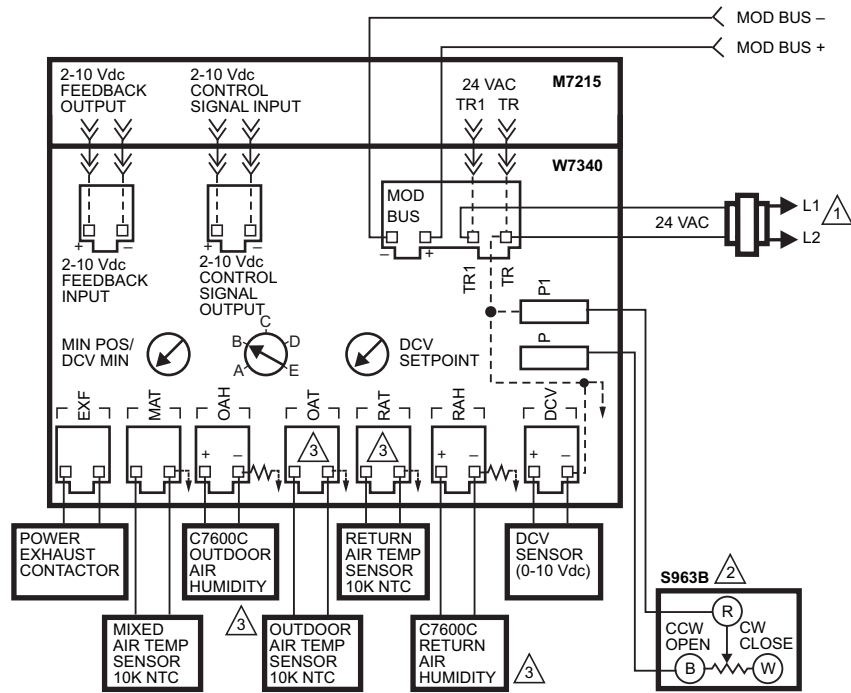 MOD BUS –
MOD BUS +
2-10 Vdc
FEEDBACK
OUTPUT
2-10 Vdc
CONTROL
SIGNAL INPUT
24 VAC
TR1 TR
M7215
W7340
MOD
BUS
+ –
+ –
– +
2-10 Vdc
FEEDBACK
INPUT
2-10 Vdc
CONTROL
SIGNAL
OUTPUT
TR1
TR
24 VAC
L1
1
L2
P1
P
MIN POS/
DCV MIN
A
B
C
D
E
DCV
SETPOINT
EXF
MAT
OAH
OAT
RAT
RAH
DCV
+ –
3
3
+ –
+ –
POWER
EXHAUST
CONTACTOR
C7600C
OUTDOOR
AIR
HUMIDITY
RETURN
AIR TEMP
SENSOR
10K NTC
DCV
SENSOR
(0-10 Vdc)
MIXED
AIR TEMP
SENSOR
10K NTC
3
OUTDOOR
AIR TEMP
SENSOR
10K NTC
C7600C
RETURN
AIR
HUMIDITY
3
S963B
2
R
CCW
OPEN
CW
CLOSE
B
W